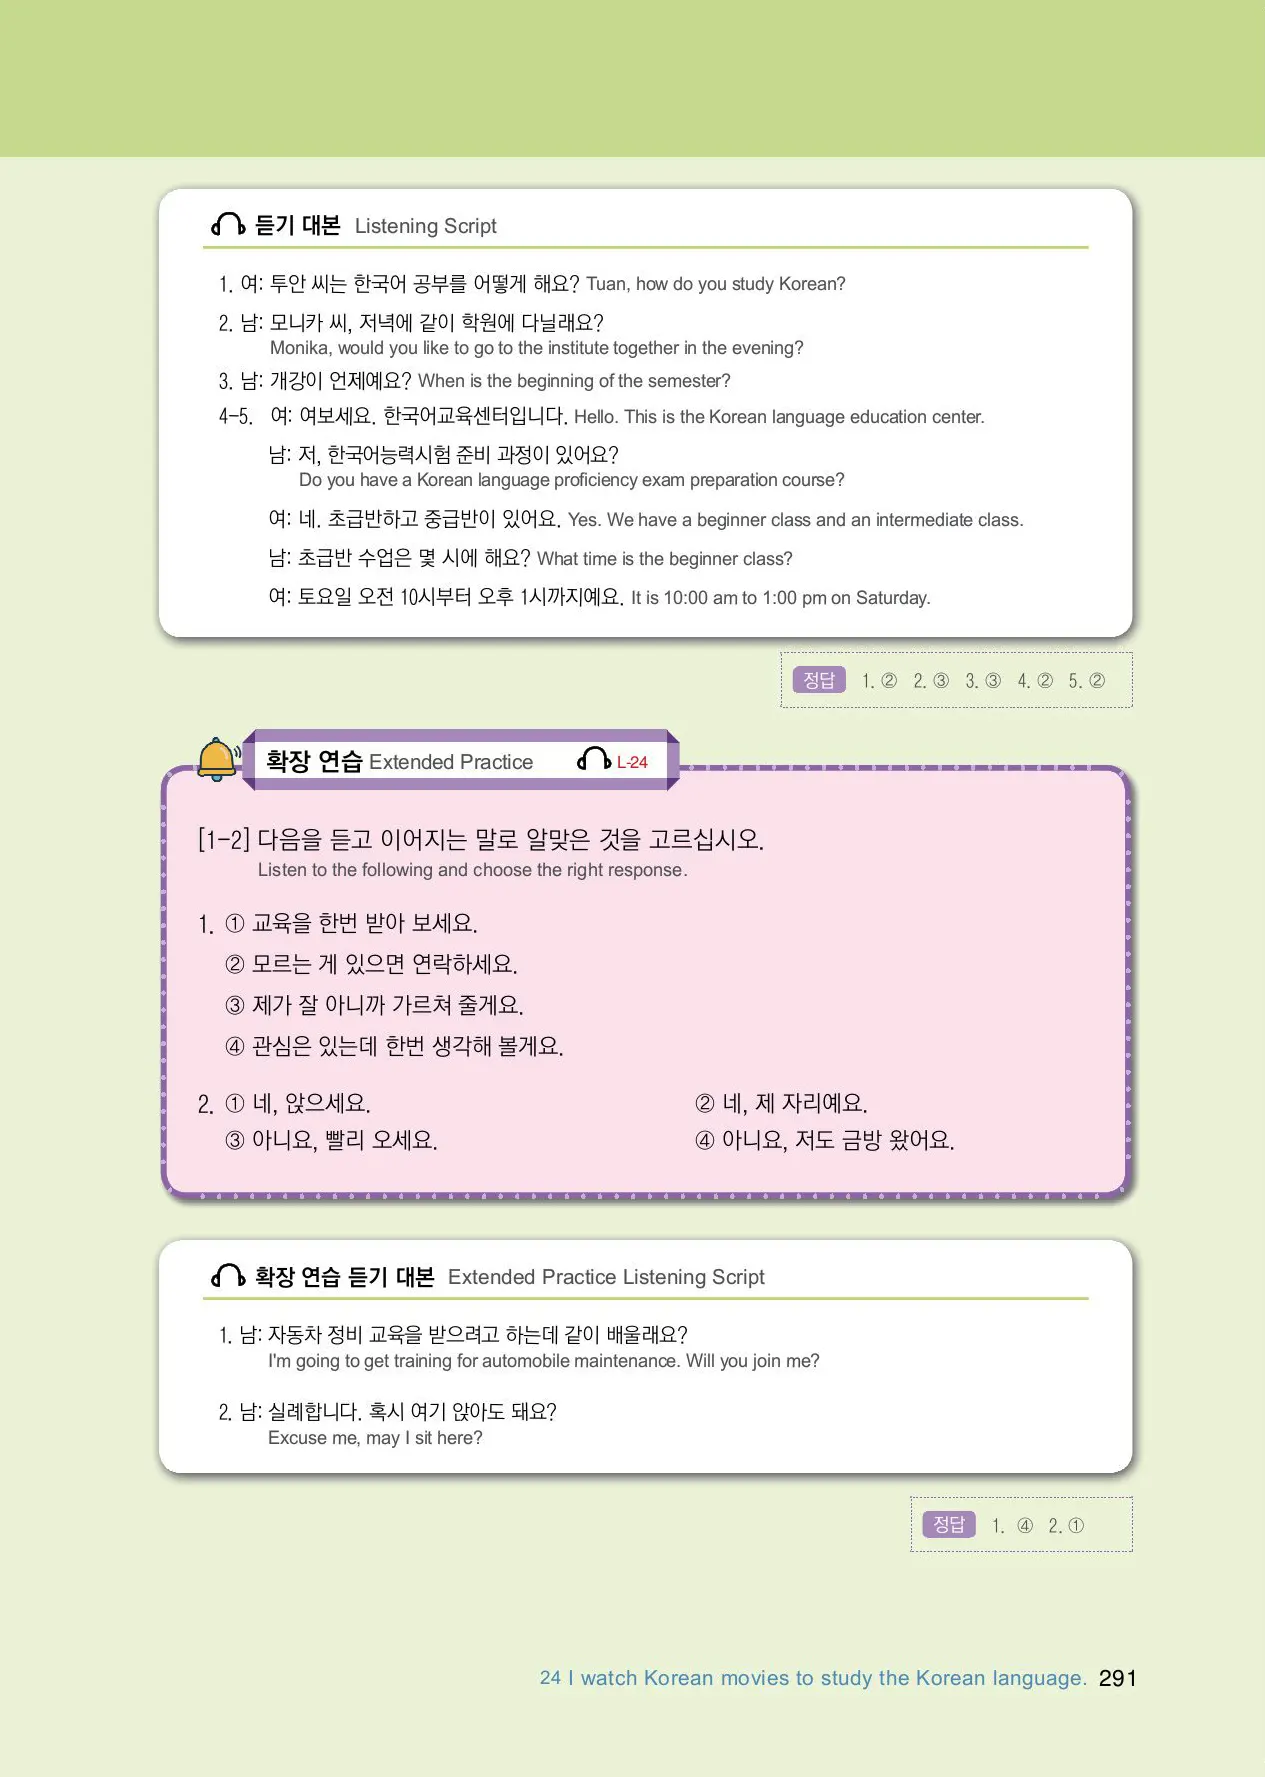 듣기 대본 Listening Script
1. 여: 투안 씨는 한국어 공부를 어떻게 해요? Tuan, how do you study Korean?
2. 남: 모니카 씨, 저녁에 같이 학원에 다닐래요?
Monika, would you like to go to the institute together in the evening?
3. 남: 개강이 언제예요? When is the beginning of the semester?
4-5. 여: 여보세요. 한국어교육센터입니다. Hello. This is the Korean language education center.
남: 저, 한국어능력시험 준비 과정이 있어요?
Do you have a Korean language proficiency exam preparation course?
여: 네. 초급반하고 중급반이 있어요. Yes. We have a beginner class and an intermediate class.
남: 초급반 수업은 몇 시에 해요? What time is the beginner class?
여: 토요일 오전 10시부터 오후 1시까지예요. It is 10:00 am to 1:00 pm on Saturday.
정답 1. ② 2. ③ 3. ③ 4. ② 5. ②
확장 연습 Extended Practice L-24
[1-2] 다음을 듣고 이어지는 말로 알맞은 것을 고르십시오.
Listen to the following and choose the right response.
1. ① 교육을 한번 받아 보세요.
② 모르는 게 있으면 연락하세요.
③ 제가 잘 아니까 가르쳐 줄게요.
④ 관심은 있는데 한번 생각해 볼게요.
2. ① 네, 앉으세요. ② 네, 제 자리예요.
③ 아니요, 빨리 오세요. ④ 아니요, 저도 금방 왔어요.
확장 연습 듣기 대본 Extended Practice Listening Script
1. 남: 자동차 정비 교육을 받으려고 하는데 같이 배울래요?
I'm going to get training for automobile maintenance. Will you join me?
2. 남: 실례합니다. 혹시 여기 앉아도 돼요?
Excuse me, may I sit here?
정답 1. ④ 2. ①
24 I watch Korean movies to study the Korean language. 291